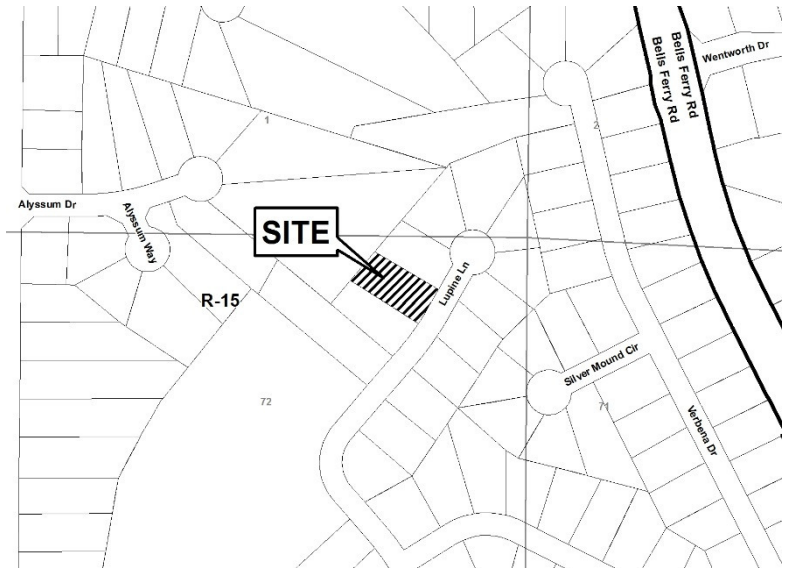 Wentworth Dr
Bells Ferry Rd
Bells Ferry Rd
1
2
Alyssum Dr
Alyssum Way
SITE
Lupine Ln
R-15
Silver Mound Cir
72
71
Verbena Dr